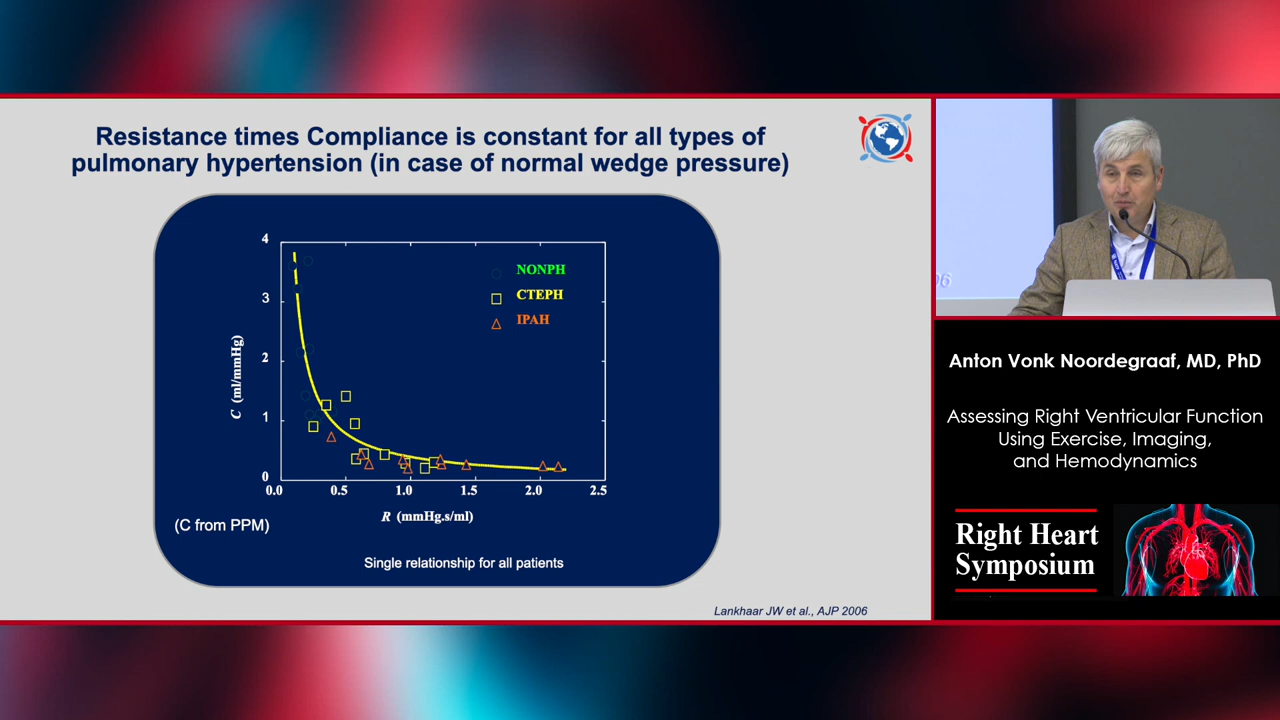 Resistance times Compliance is constant for all types of
pulmonary hypertension (in case of normal wedge pressure)
4
3
2
1
0
C (ml/mmHg)
NONPH
CTEPH
IPAH
0.0 0.5 1.0 1.5 2.0 2.5
R (mmHg.s/ml)
(C from PPM)
Single relationship for all patients
Lankhaar JW et al., AJP 2006
06
Anton Vonk Noordegraaf, MD, PhD
Assessing Right Ventricular Function
Using Exercise, Imaging,
and Hemodynamics
Right Heart
Symposium